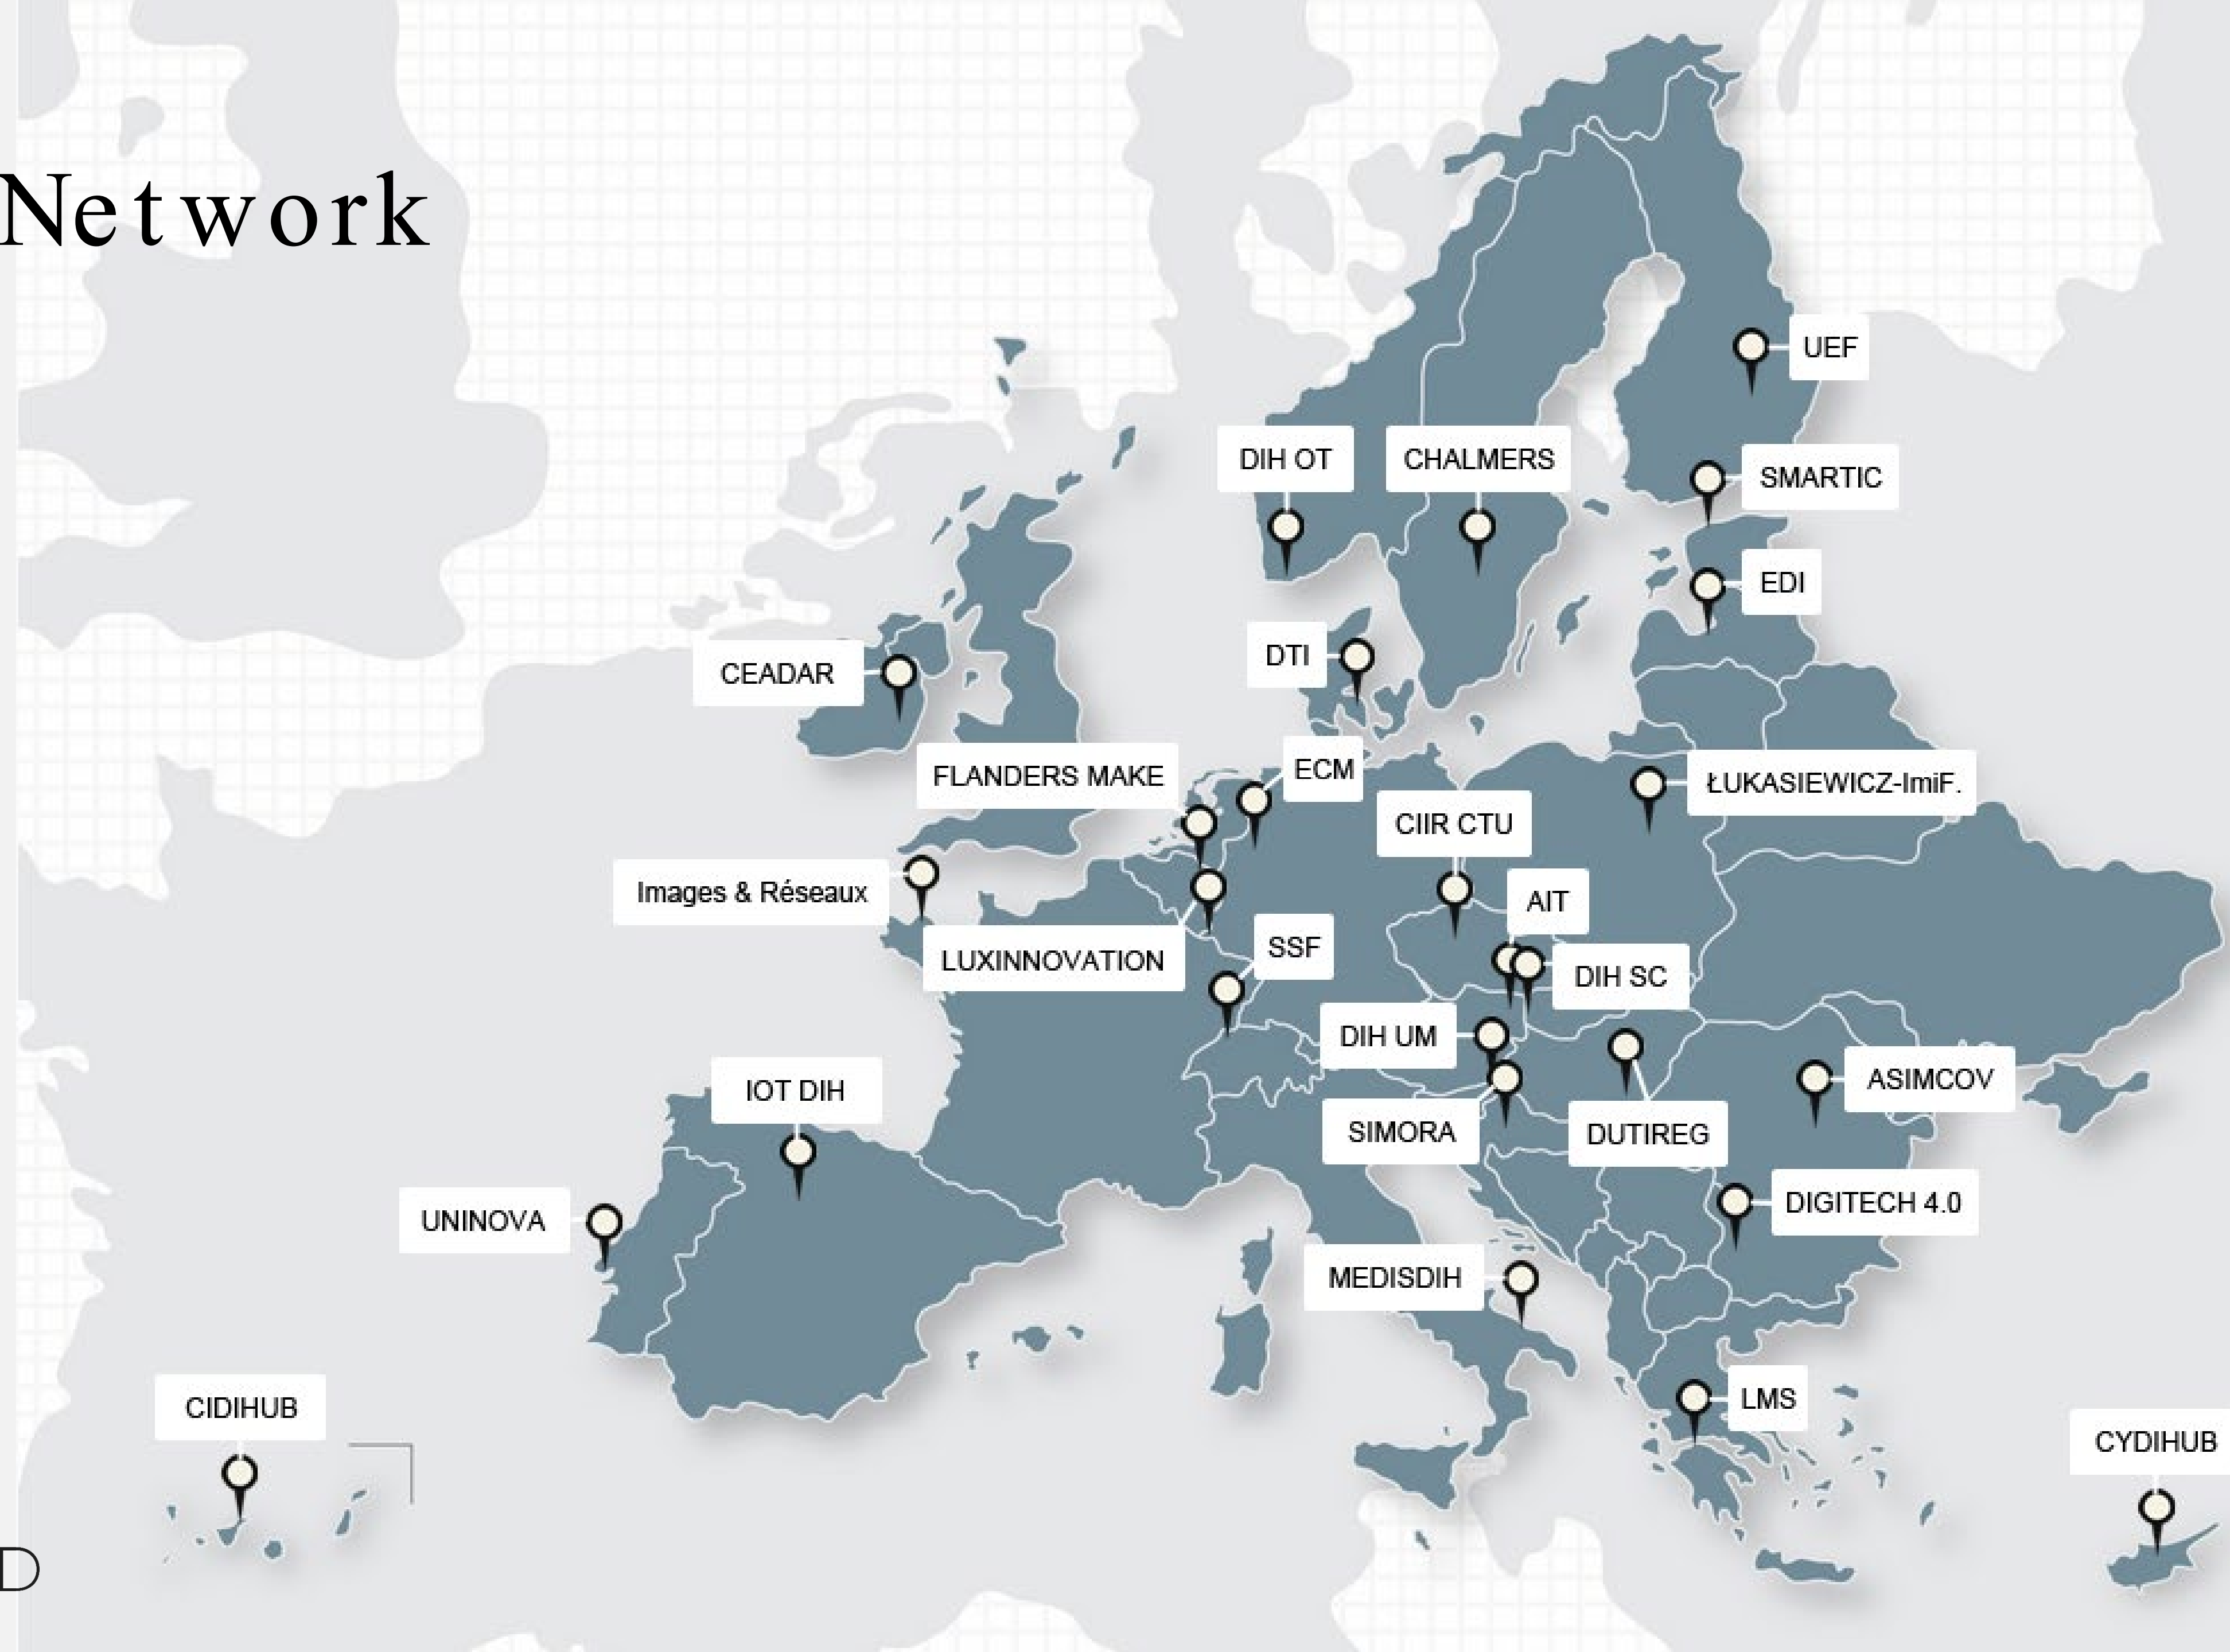 Network
UEF
DIH OT
CHALMERS
SMARTIC
EDI
DTI
CEADAR
FLANDERS MAKE
ECM
ŁUKASIEWICZ-ImiF.
CIIR CTU
Images & Réseaux
AIT
LUXINNOVATION
SSF
DIH SC
DIH UM
IOT DIH
ASIMCOV
SIMORA
DUTIREG
UNINOVA
DIGITECH 4.0
MEDISDIH
LMS
CIDIHUB
CYDIHUB
D